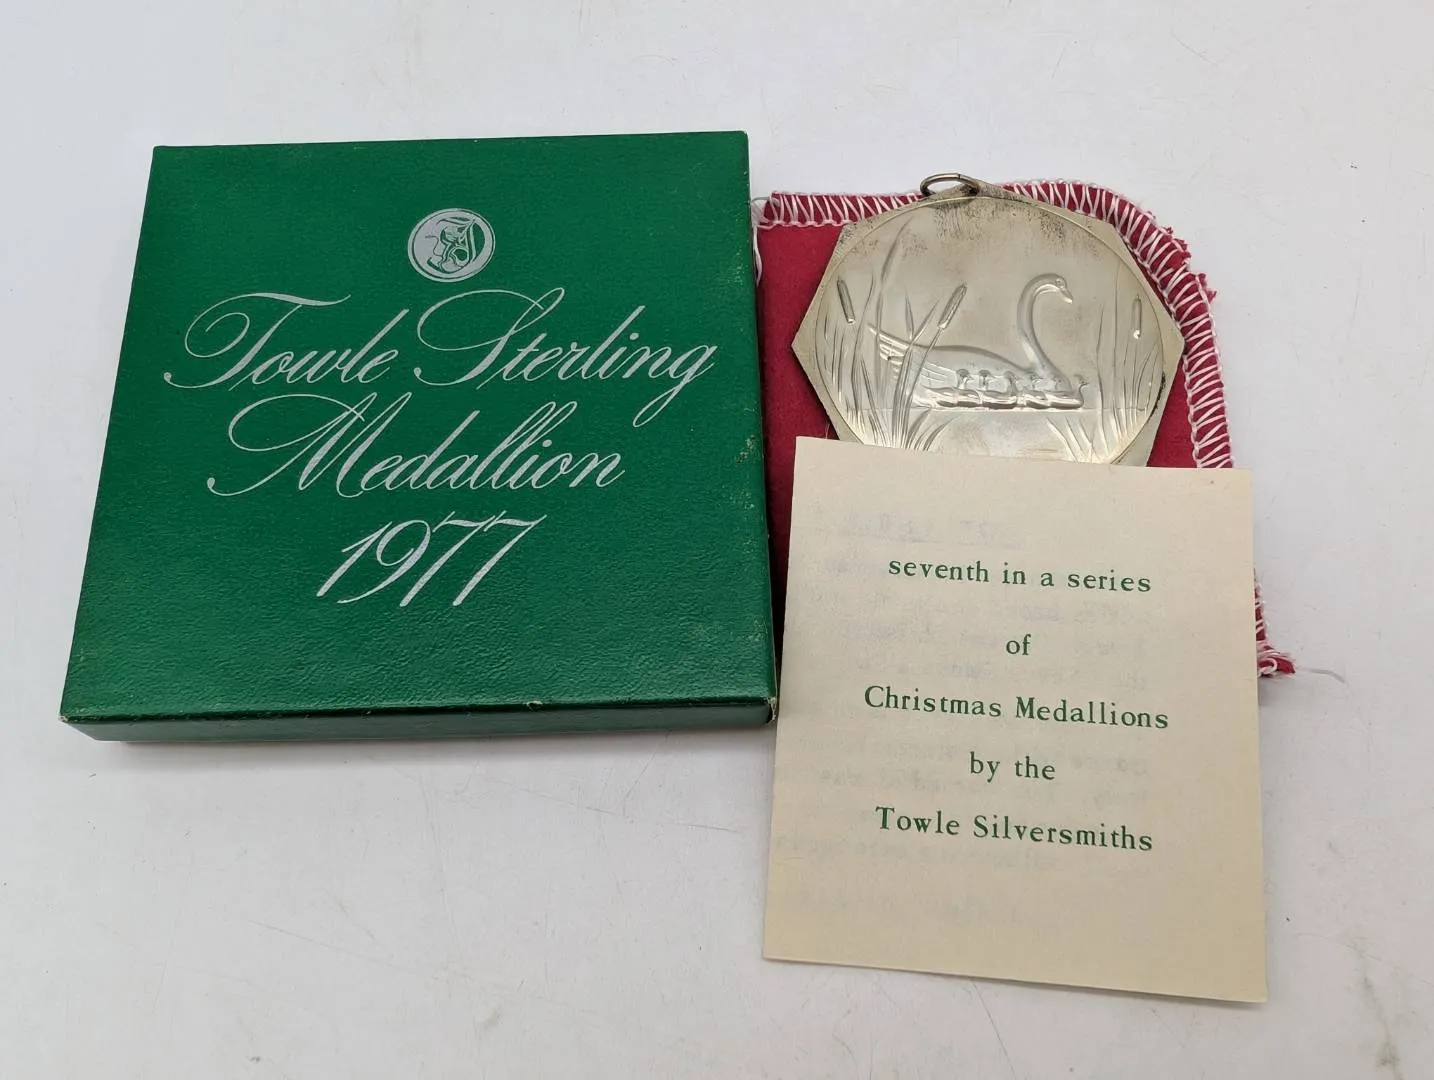 Towle Sterling
Medallion
1977
seventh in a series
of
Christmas Medallions
by the
Towle Silversmiths